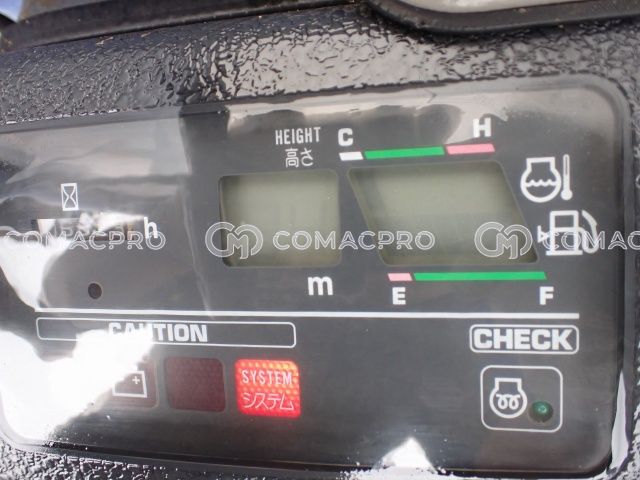 HEIGHT
高さ
C H
h
COMACPRO COMACPRO COMACPRO
m
E F
CAUTION
CHECK
SYSTEM
システム